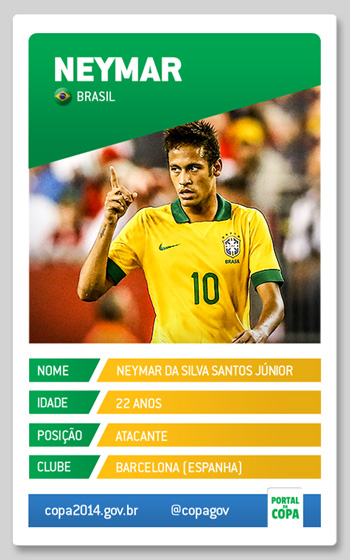 NEYMAR
BRASIL
10
BRASIL
NOME NEYMAR DA SILVA SANTOS JÚNIOR
IDADE 22 ANOS
POSIÇÃO ATACANTE
CLUBE BARCELONA (ESPANHA)
copa2014.gov.br @copagov
PORTAL
DA
COPA